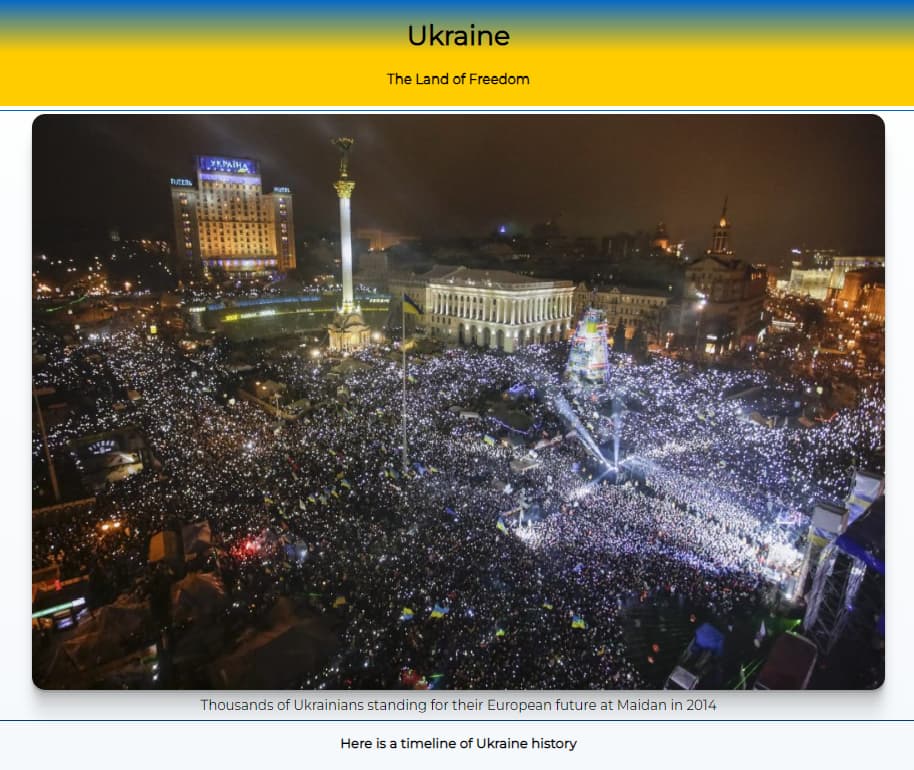 Ukraine
The Land of Freedom
УКРАЇНА
ГОТЕЛЬ
Thousands of Ukrainians standing for their European future at Maidan in 2014
Here is a timeline of Ukraine history